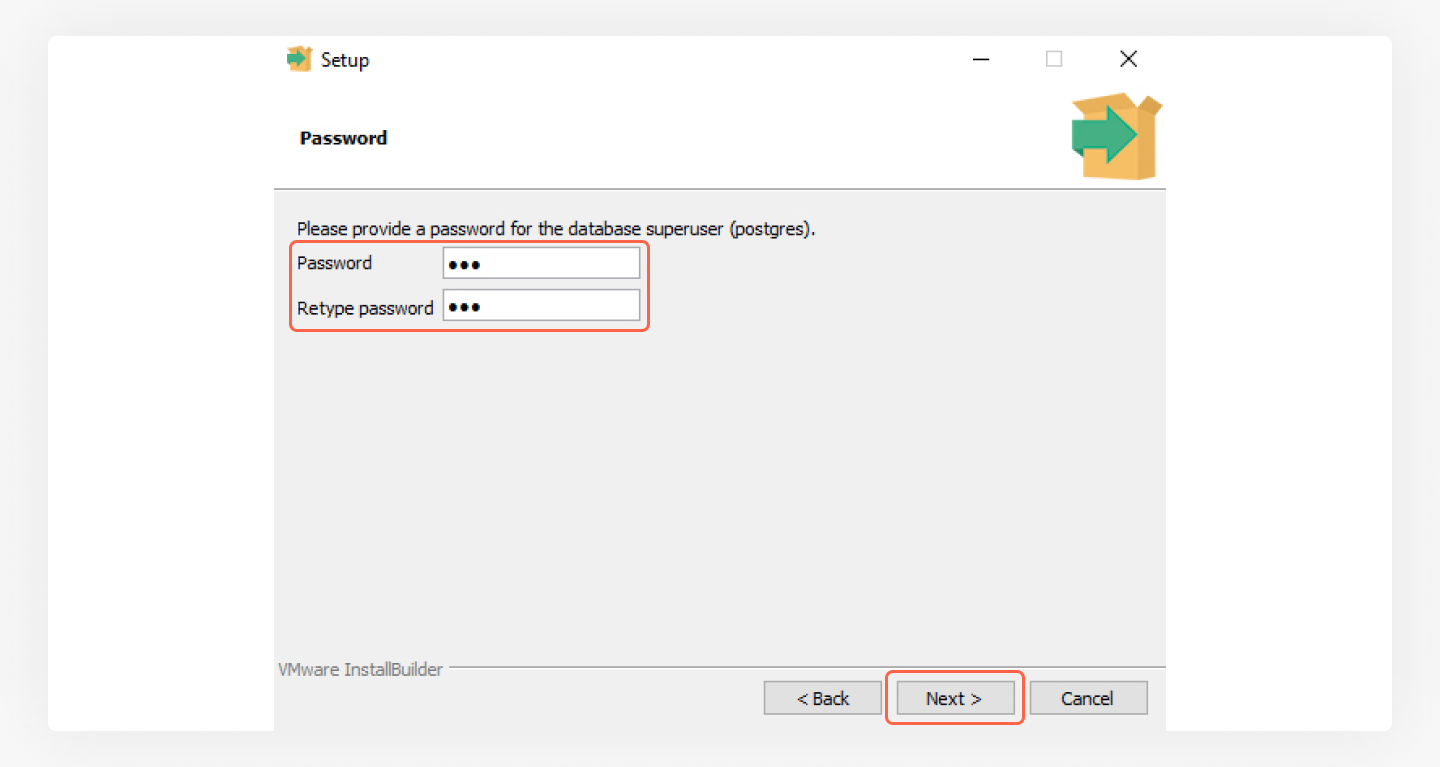 Setup
Password
Please provide a password for the database superuser (postgres).
Password •••
Retype password •••
VMware InstallBuilder
< Back Next > Cancel